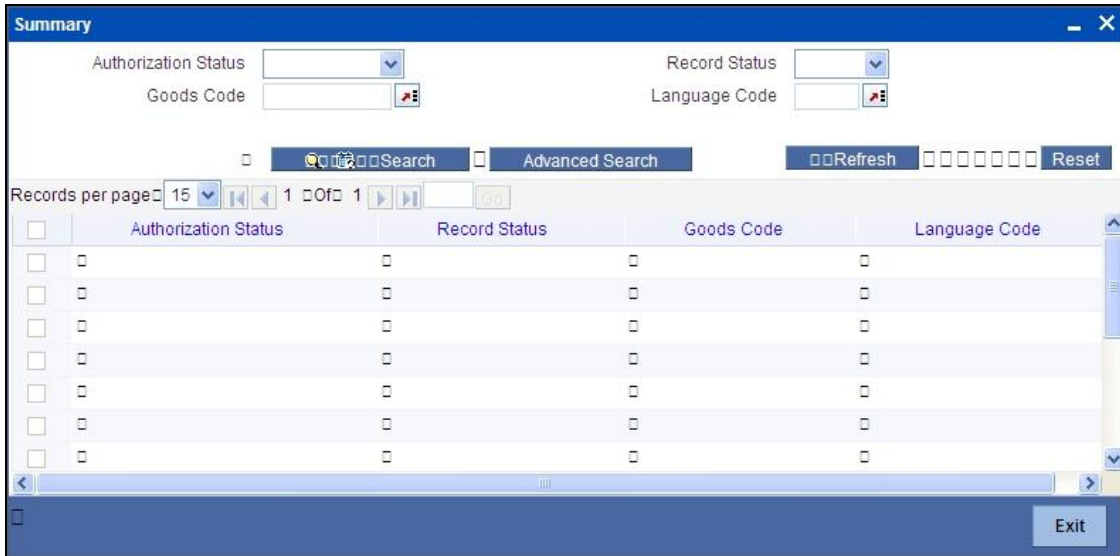 Summary
Authorization Status Record Status
Goods Code Language Code
Search Advanced Search Refresh Reset
Records per page 15 1 Of 1 Go
Authorization Status Record Status Goods Code Language Code
Exit